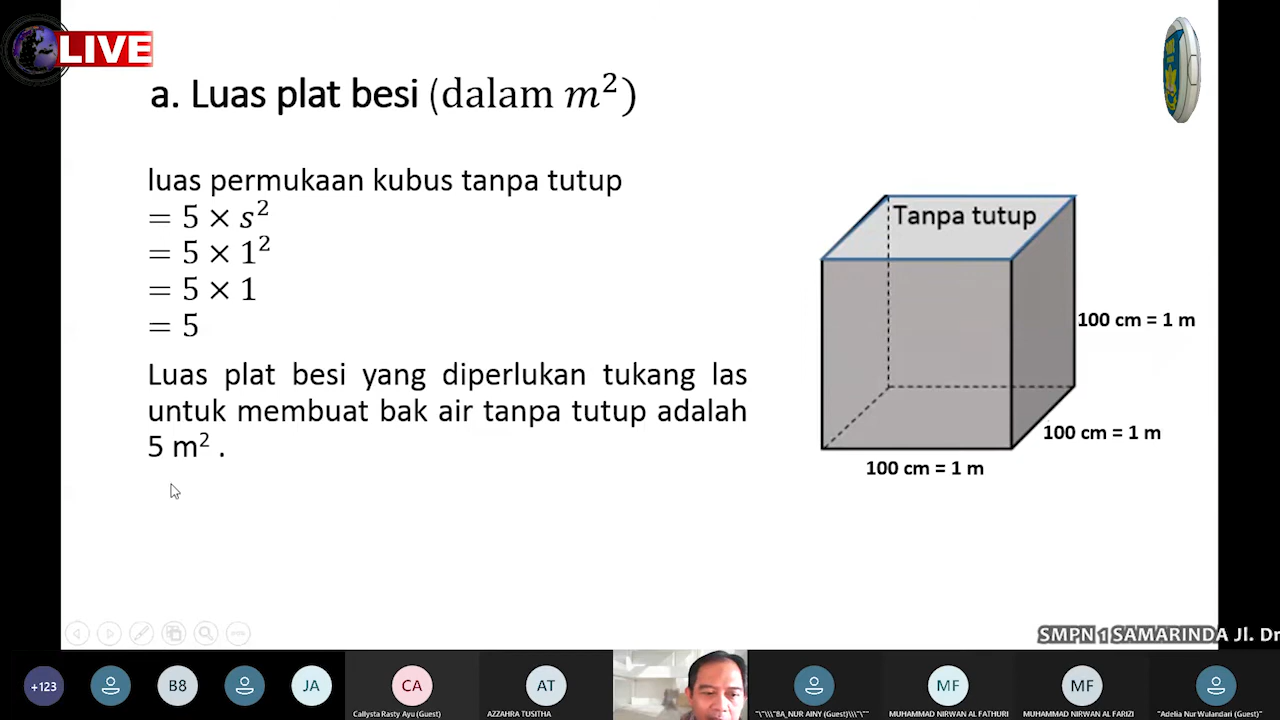 LIVE
a. Luas plat besi (dalam m²)
luas permukaan kubus tanpa tutup
= 5 × s²
= 5 × 1²
= 5 × 1
= 5
Luas plat besi yang diperlukan tukang las
untuk membuat bak air tanpa tutup adalah
5 m² .
Tanpa tutup
100 cm = 1 m
100 cm = 1 m
100 cm = 1 m
SMPN 1 SAMARINDA Jl. Dr
+123
B8
JA
CA
Callysta Rasty Ayu (Guest)
AT
AZZAHRA TUSITHA
"\"\\\"8A_NUR AINY (Guest)\\\"\""
MF
MUHAMMAD NIRWAN AL FATHURI
MF
MUHAMMAD NIRWAN AL FARIZI
"Adelia Nur Wulandari (Guest)"